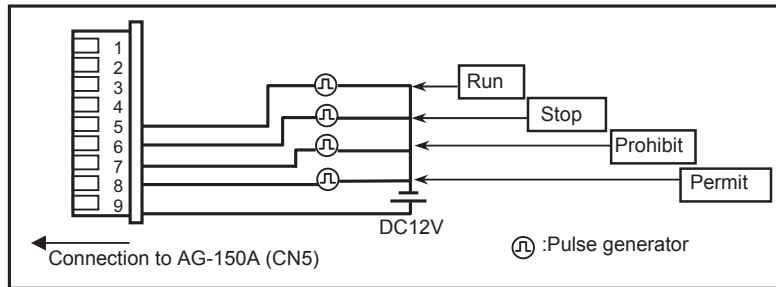 1
2
3
4
5
6
7
8
9
Run
Stop
Prohibit
Permit
DC12V
:Pulse generator
Connection to AG-150A (CN5)